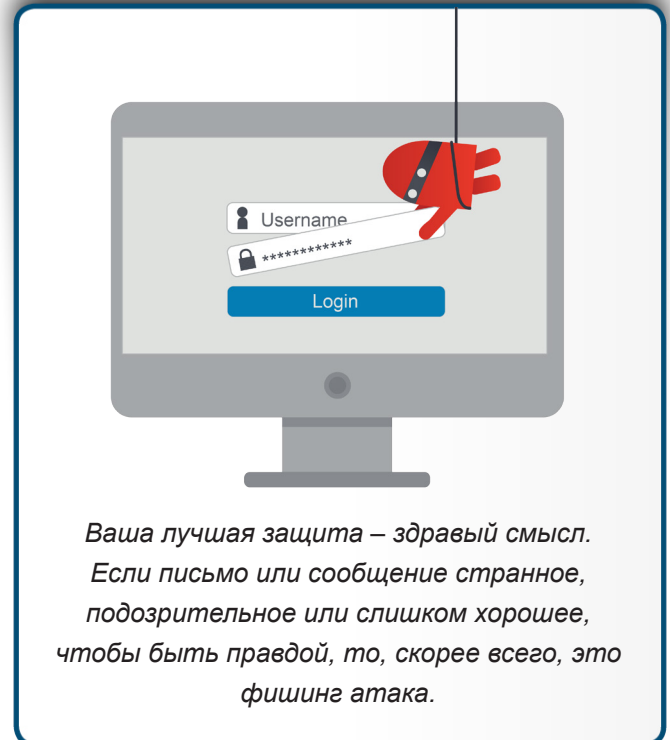 Username
************
Login
Ваша лучшая защита – здравый смысл.
Если письмо или сообщение странное,
подозрительное или слишком хорошее,
чтобы быть правдой, то, скорее всего, это
фишинг атака.